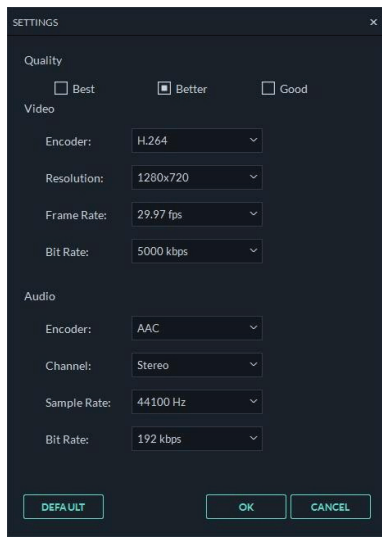 SETTINGS ×
Quality
Best Better Good
Video
Encoder: H.264
Resolution: 1280x720
Frame Rate: 29.97 fps
Bit Rate: 5000 kbps
Audio
Encoder: AAC
Channel: Stereo
Sample Rate: 44100 Hz
Bit Rate: 192 kbps
DEFAULT OK CANCEL